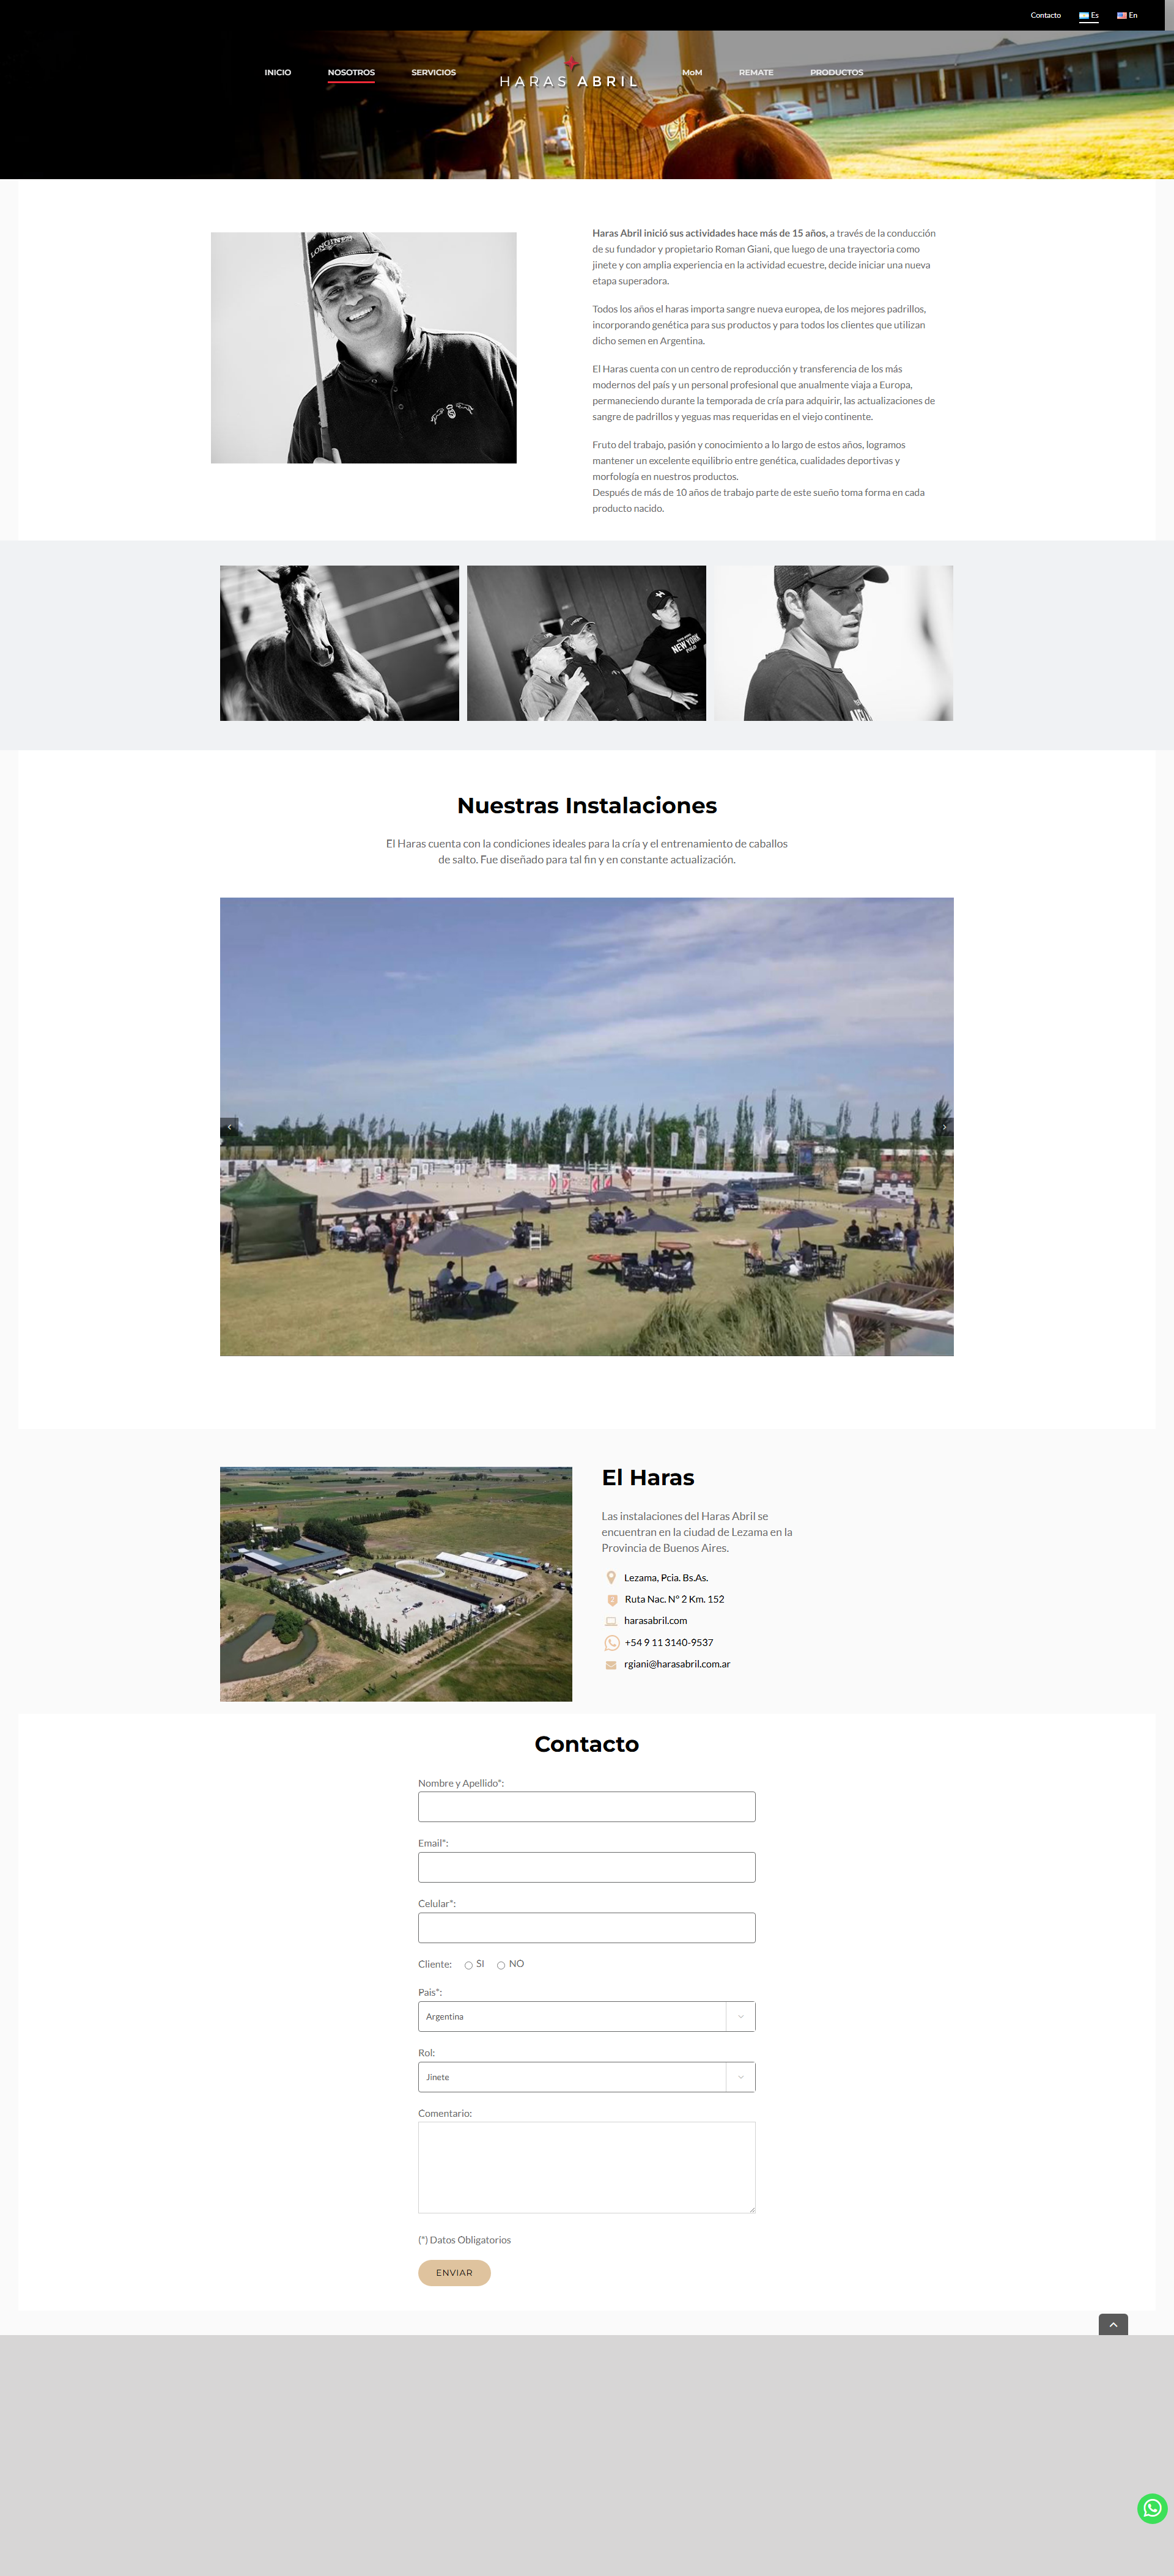 Contacto
Es
En
INICIO
NOSOTROS
SERVICIOS
HARAS ABRIL
MoM
REMATE
PRODUCTOS
LONGINES
Haras Abril inició sus actividades hace más de 15 años, a través de la conducción
de su fundador y propietario Roman Giani, que luego de una trayectoria como
jinete y con amplia experiencia en la actividad ecuestre, decide iniciar una nueva
etapa superadora.
Todos los años el haras importa sangre nueva europea, de los mejores padrillos,
incorporando genética para sus productos y para todos los clientes que utilizan
dicho semen en Argentina.
El Haras cuenta con un centro de reproducción y transferencia de los más
modernos del país y un personal profesional que anualmente viaja a Europa,
permaneciendo durante la temporada de cría para adquirir, las actualizaciones de
sangre de padrillos y yeguas mas requeridas en el viejo continente.
Fruto del trabajo, pasión y conocimiento a lo largo de estos años, logramos
mantener un excelente equilibrio entre genética, cualidades deportivas y
morfología en nuestros productos.
Después de más de 10 años de trabajo parte de este sueño toma forma en cada
producto nacido.
NEW YORK
POLO
Nuestras Instalaciones
El Haras cuenta con la condiciones ideales para la cría y el entrenamiento de caballos
de salto. Fue diseñado para tal fin y en constante actualización.
El Haras
Las instalaciones del Haras Abril se
encuentran en la ciudad de Lezama en la
Provincia de Buenos Aires.
Lezama, Pcia. Bs.As.
Ruta Nac. Nº 2 Km. 152
harasabril.com
+54 9 11 3140-9537
rgiani@harasabril.com.ar
Contacto
Nombre y Apellido*:
Email*:
Celular*:
Cliente: SI NO
Pais*:
Argentina
Rol:
Jinete
Comentario:
(*) Datos Obligatorios
ENVIAR